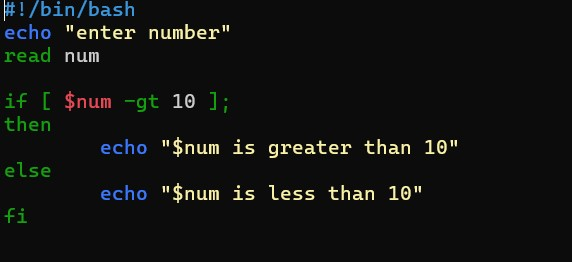 #!/bin/bash
echo "enter number"
read num

if [ $num -gt 10 ];
then
        echo "$num is greater than 10"
else
        echo "$num is less than 10"
fi